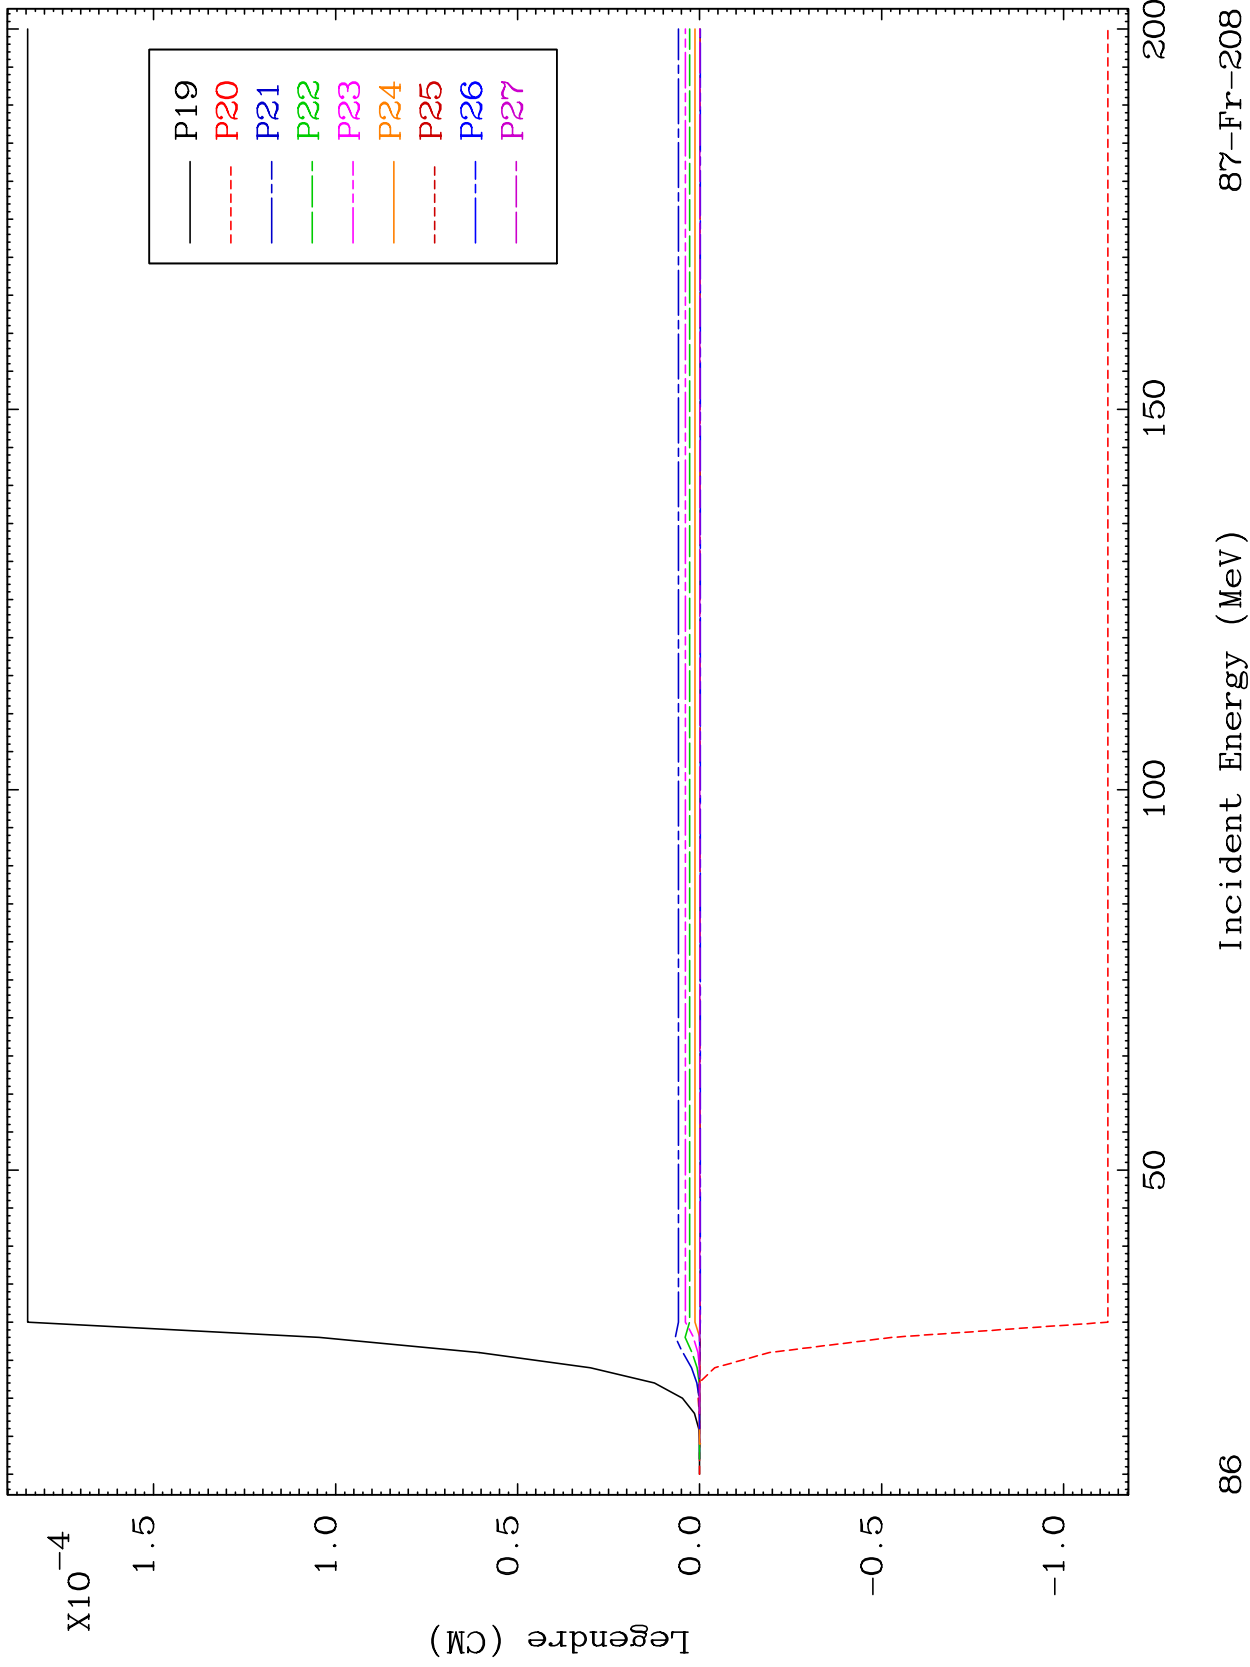 X10-4
1.5
1.0
0.5
0.0
-0.5
-1.0
Legendre (CM)
P19
P20
P21
P22
P23
P24
P25
P26
P27
50
100
150
200
Incident Energy (MeV)
86
87-Fr-208